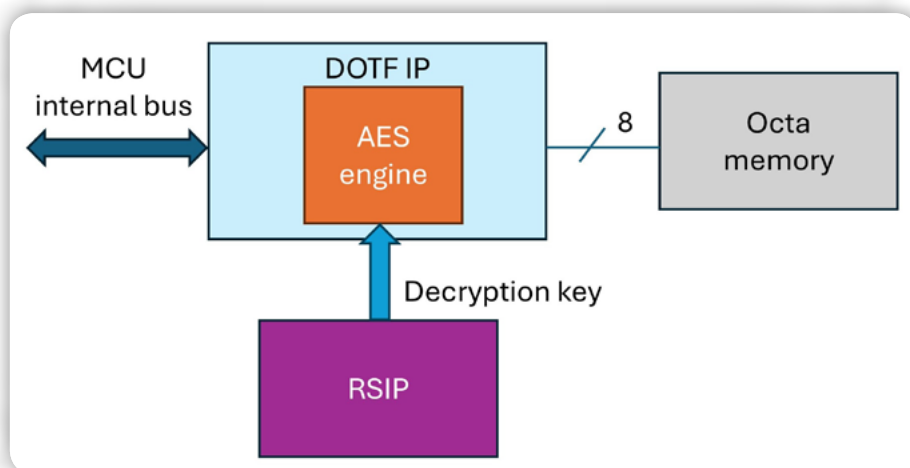 MCU
internal bus
DOTF IP
AES
engine
8
Octa
memory
Decryption key
RSIP